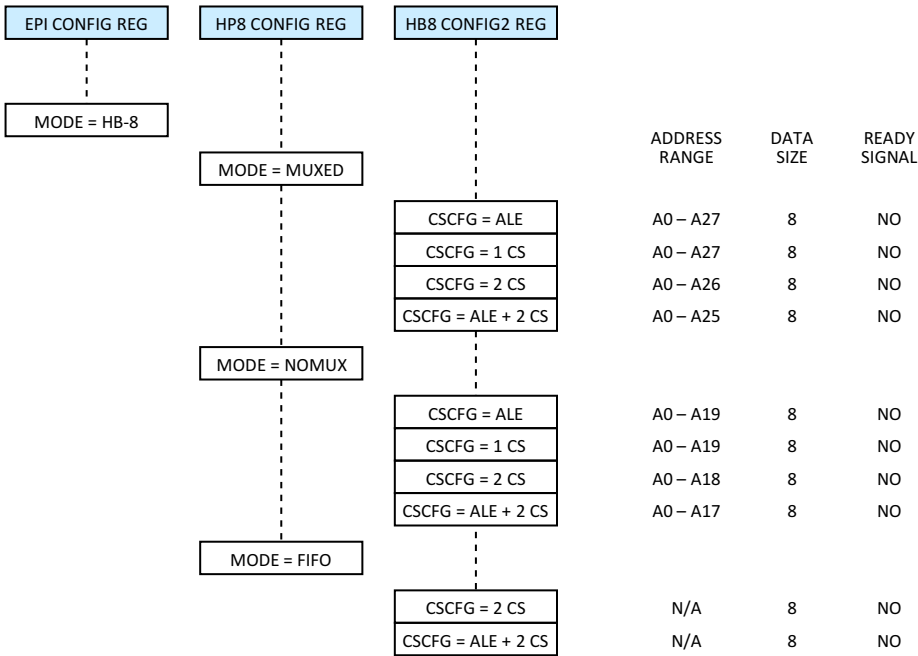 EPI CONFIG REG HP8 CONFIG REG HB8 CONFIG2 REG
MODE = HB-8
ADDRESS DATA READY
RANGE SIZE SIGNAL
MODE = MUXED
CSCFG = ALE A0 – A27 8 NO
CSCFG = 1 CS A0 – A27 8 NO
CSCFG = 2 CS A0 – A26 8 NO
CSCFG = ALE + 2 CS A0 – A25 8 NO
MODE = NOMUX
CSCFG = ALE A0 – A19 8 NO
CSCFG = 1 CS A0 – A19 8 NO
CSCFG = 2 CS A0 – A18 8 NO
CSCFG = ALE + 2 CS A0 – A17 8 NO
MODE = FIFO
CSCFG = 2 CS N/A 8 NO
CSCFG = ALE + 2 CS N/A 8 NO